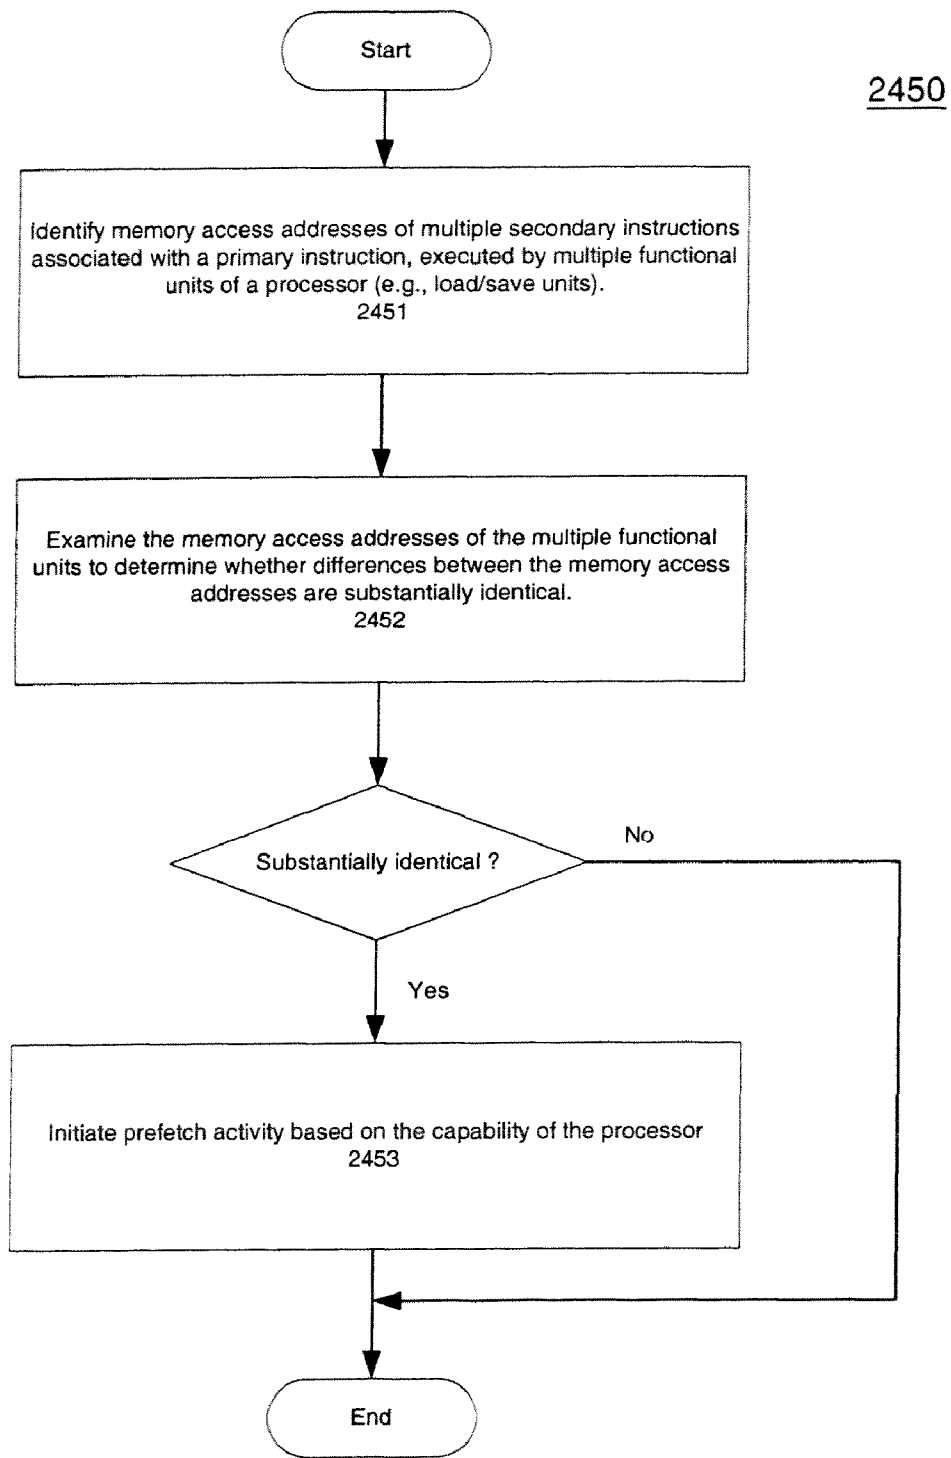 Start
2450
Identify memory access addresses of multiple secondary instructions
associated with a primary instruction, executed by multiple functional
units of a processor (e.g., load/save units).
2451
Examine the memory access addresses of the multiple functional
units to determine whether differences between the memory access
addresses are substantially identical.
2452
Substantially identical ?
No
Yes
Initiate prefetch activity based on the capability of the processor
2453
End